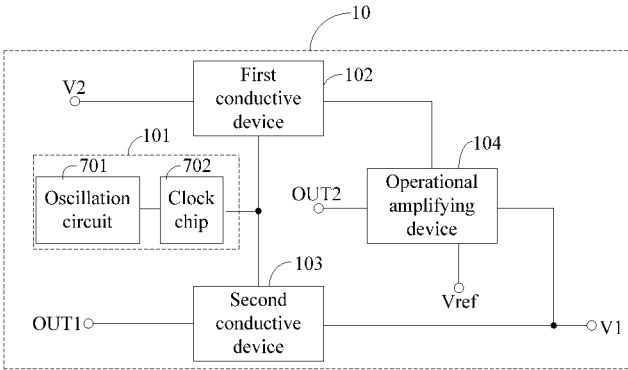 10
First
conductive
device
102
V2
101
701
702
Oscillation
circuit
Clock
chip
104
OUT2
Operational
amplifying
device
Vref
103
OUT1
Second
conductive
device
V1